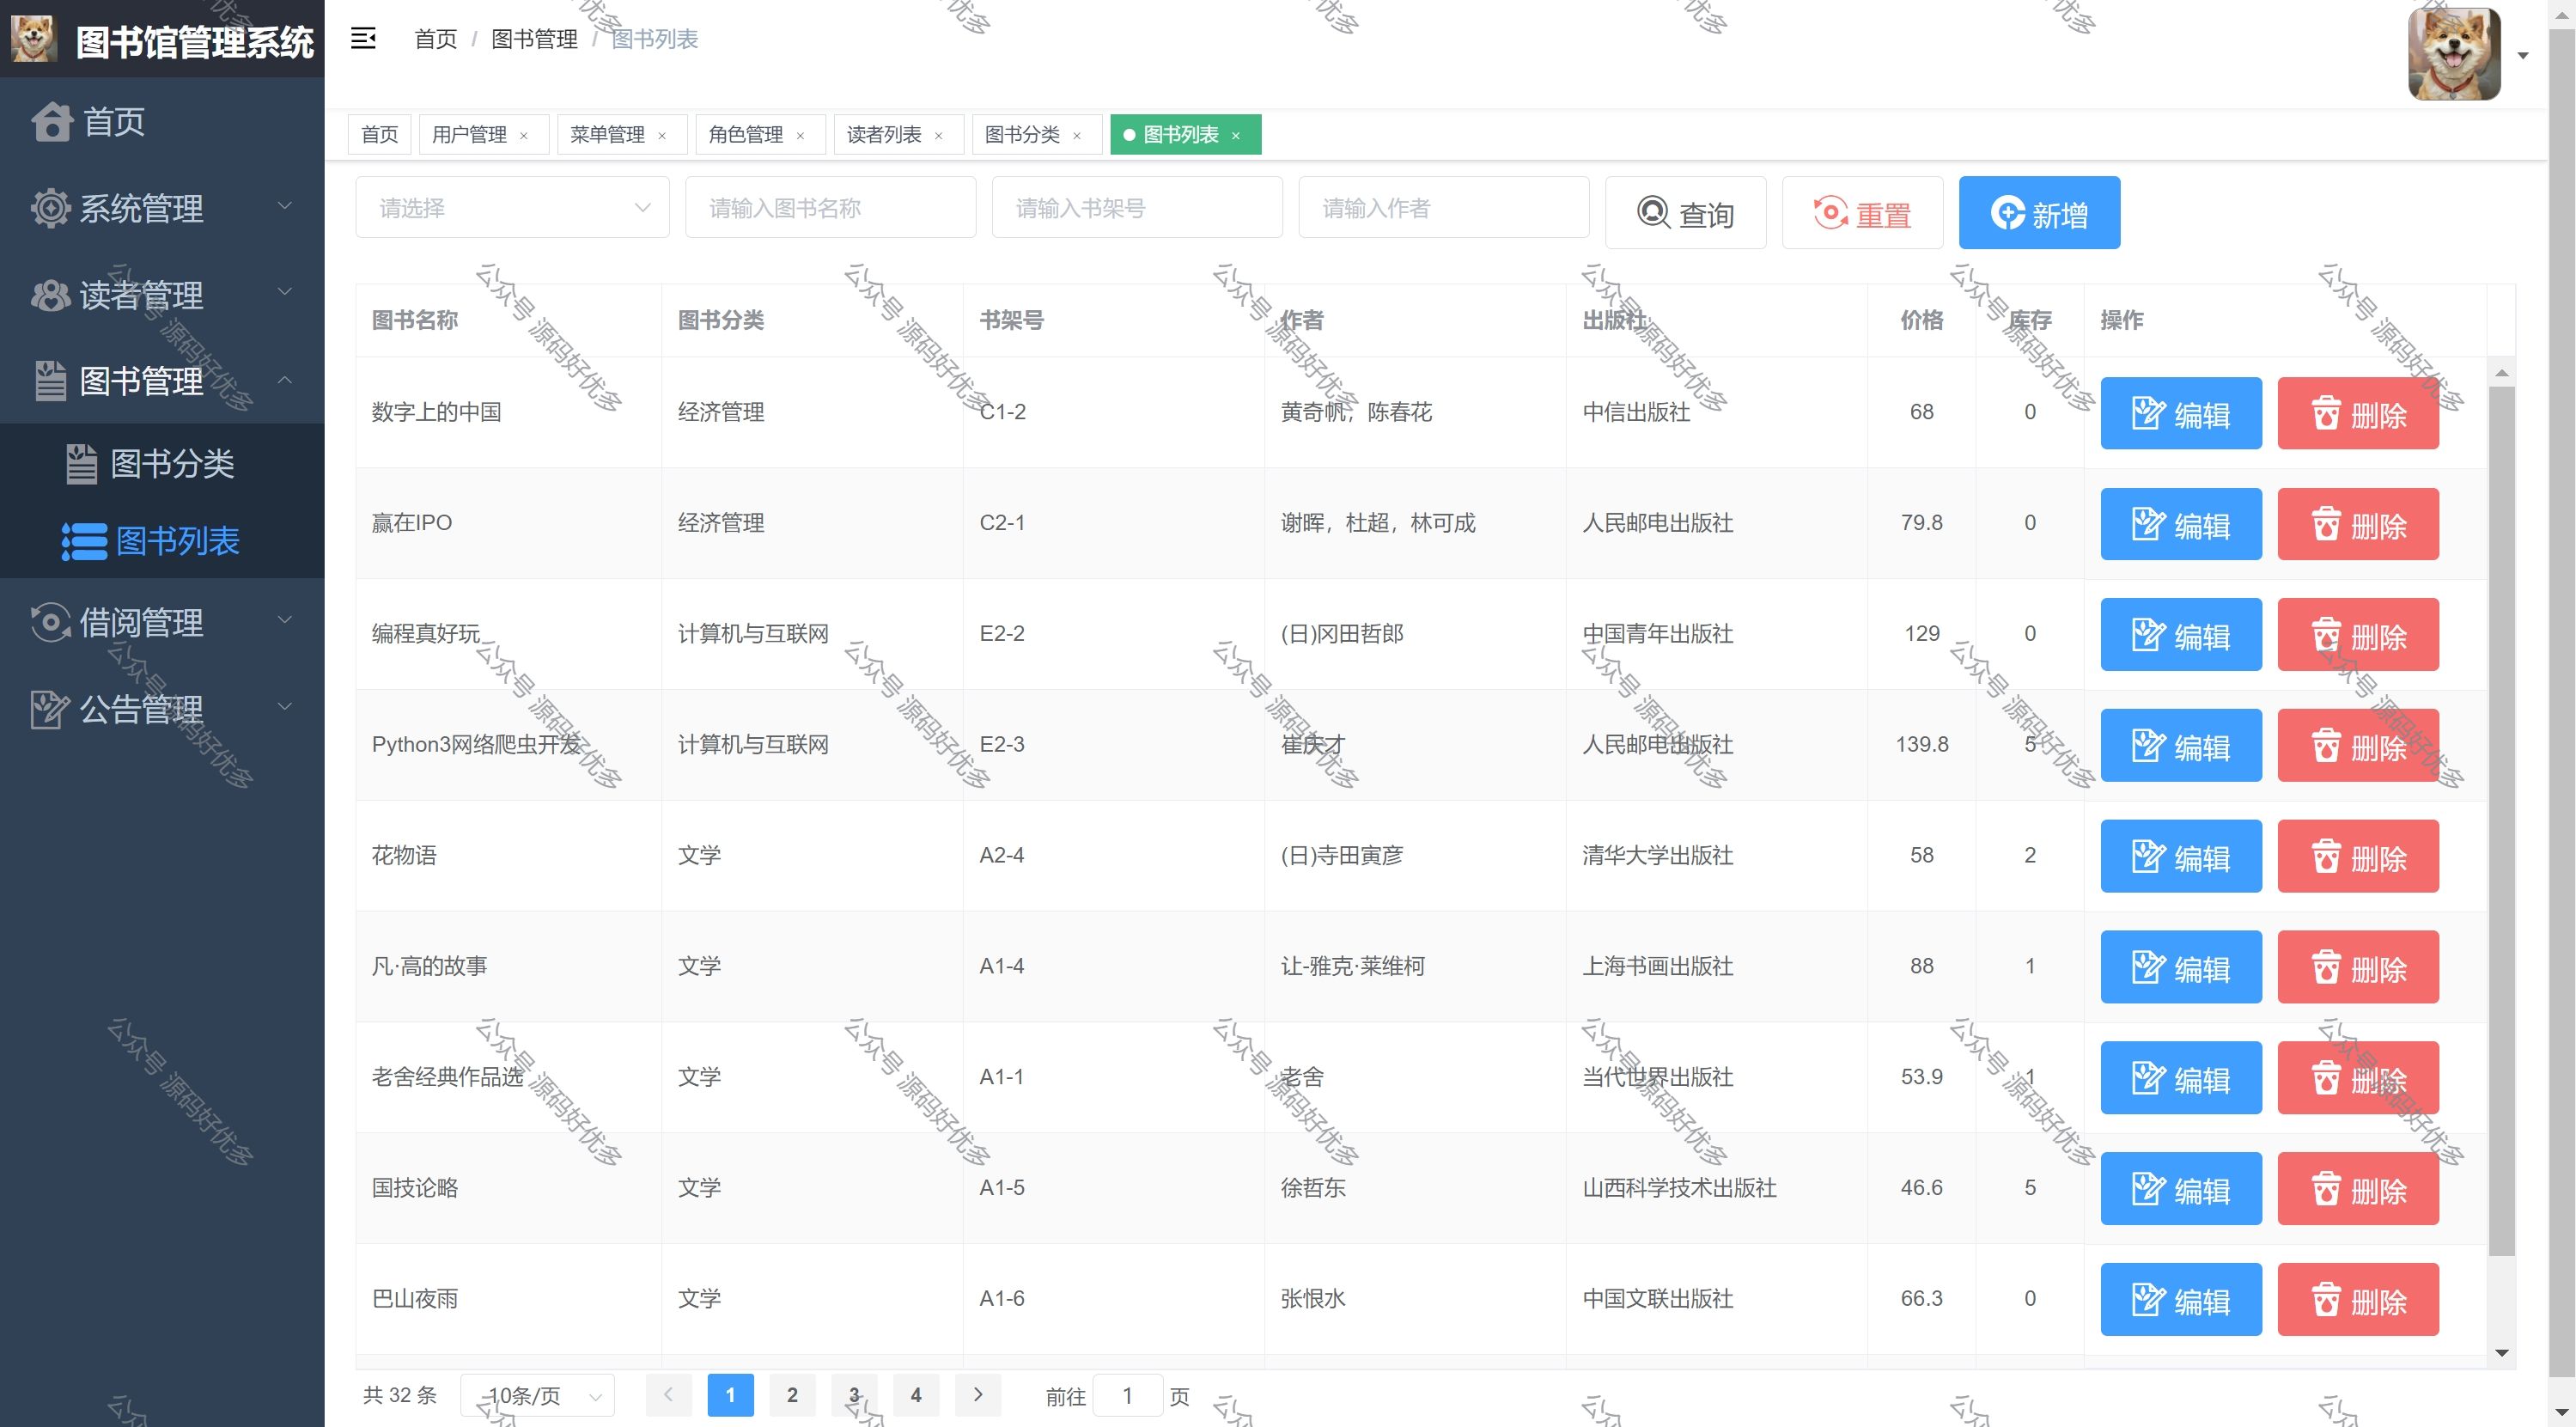 图书馆管理系统
首页 / 图书管理 / 图书列表
首页
系统管理
读者管理
图书管理
图书分类
图书列表
借阅管理
公告管理
首页 用户管理 × 菜单管理 × 角色管理 × 读者列表 × 图书分类 × 图书列表 ×
请选择 请输入图书名称 请输入书架号 请输入作者 查询 重置 新增
图书名称 图书分类 书架号 作者 出版社 价格 库存 操作
数字上的中国 经济管理 C1-2 黄奇帆，陈春花 中信出版社 68 0 编辑 删除
赢在IPO 经济管理 C2-1 谢晖，杜超，林可成 人民邮电出版社 79.8 0 编辑 删除
编程真好玩 计算机与互联网 E2-2 (日)冈田哲郎 中国青年出版社 129 0 编辑 删除
Python3网络爬虫开发 计算机与互联网 E2-3 崔庆才 人民邮电出版社 139.8 5 编辑 删除
花物语 文学 A2-4 (日)寺田寅彦 清华大学出版社 58 2 编辑 删除
凡·高的故事 文学 A1-4 让-雅克·莱维柯 上海书画出版社 88 1 编辑 删除
老舍经典作品选 文学 A1-1 老舍 当代世界出版社 53.9 1 编辑 删除
国技论略 文学 A1-5 徐哲东 山西科学技术出版社 46.6 5 编辑 删除
巴山夜雨 文学 A1-6 张恨水 中国文联出版社 66.3 0 编辑 删除
共 32 条 10条/页 1 2 3 4 前往 1 页
公众号 源码好优多